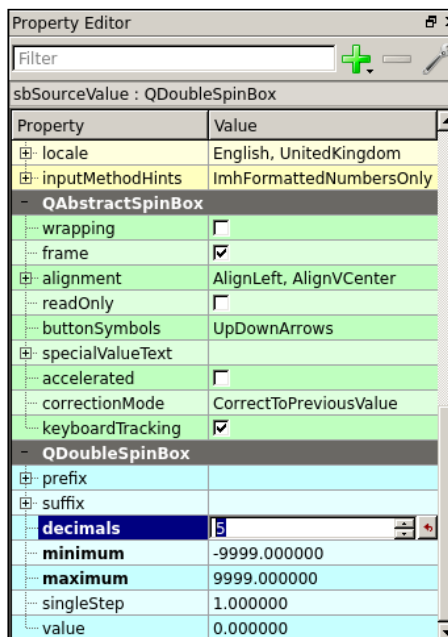 Property Editor
Filter
sbSourceValue : QDoubleSpinBox
Property Value
locale English, UnitedKingdom
inputMethodHints ImhFormattedNumbersOnly
QAbstractSpinBox
wrapping
frame
alignment AlignLeft, AlignVCenter
readOnly
buttonSymbols UpDownArrows
specialValueText
accelerated
correctionMode CorrectToPreviousValue
keyboardTracking
QDoubleSpinBox
prefix
suffix
decimals 5
minimum -9999.000000
maximum 9999.000000
singleStep 1.000000
value 0.000000